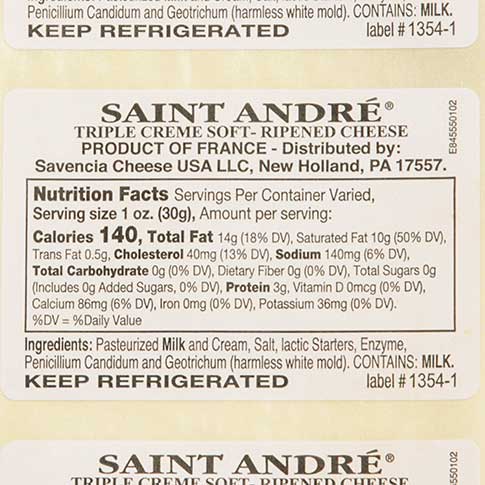 Penicillium Candidum and Geotrichum (harmless white mold). CONTAINS: MILK.
KEEP REFRIGERATED label # 1354-1
SAINT ANDRÉ®
TRIPLE CREME SOFT- RIPENED CHEESE
PRODUCT OF FRANCE - Distributed by:
Savencia Cheese USA LLC, New Holland, PA 17557.
E845550102
Nutrition Facts Servings Per Container Varied,
Serving size 1 oz. (30g), Amount per serving:
Calories 140, Total Fat 14g (18% DV), Saturated Fat 10g (50% DV),
Trans Fat 0.5g, Cholesterol 40mg (13% DV), Sodium 140mg (6% DV),
Total Carbohydrate 0g (0% DV), Dietary Fiber 0g (0% DV), Total Sugars 0g
(Includes 0g Added Sugars, 0% DV), Protein 3g, Vitamin D 0mcg (0% DV),
Calcium 86mg (6% DV), Iron 0mg (0% DV), Potassium 36mg (0% DV).
%DV = %Daily Value
Ingredients: Pasteurized Milk and Cream, Salt, lactic Starters, Enzyme,
Penicillium Candidum and Geotrichum (harmless white mold). CONTAINS: MILK.
KEEP REFRIGERATED label # 1354-1
SAINT ANDRÉ®
TRIPLE CREME SOFT- RIPENED CHEESE